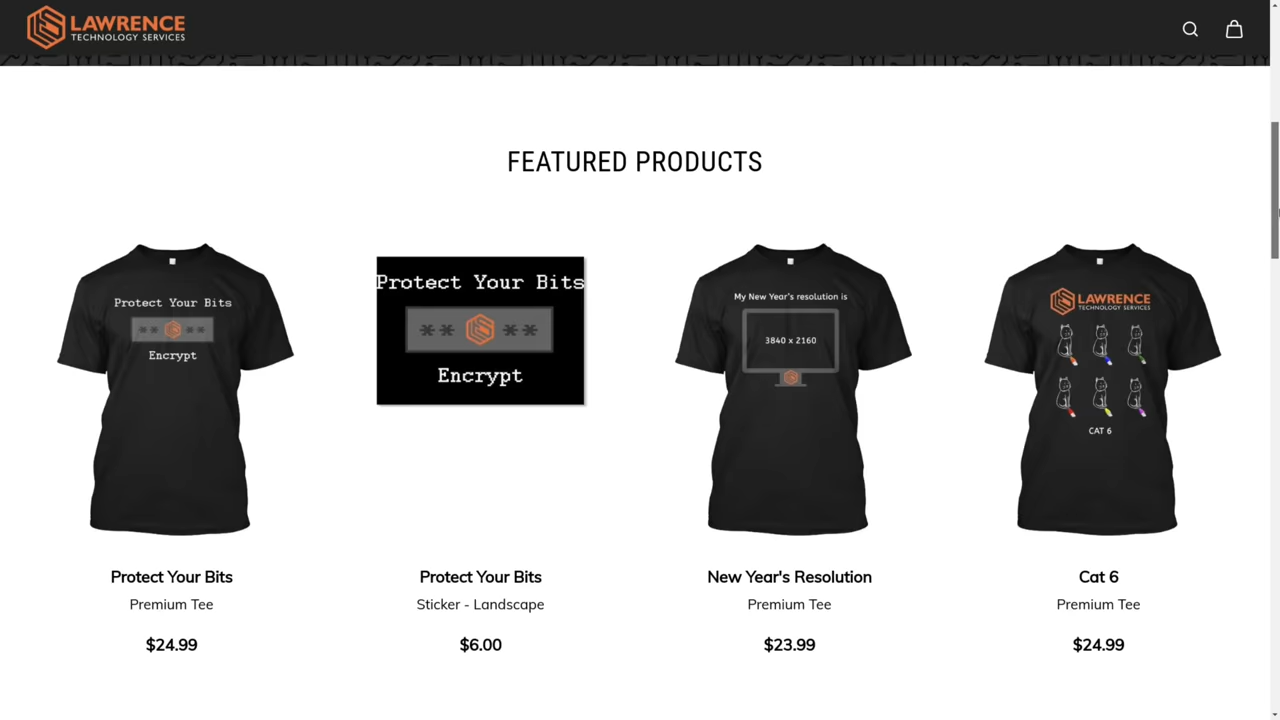 LAWRENCE
TECHNOLOGY SERVICES
FEATURED PRODUCTS
Protect Your Bits
** **
Encrypt
Protect Your Bits
** **
Encrypt
My New Year's resolution is
3840 x 2160
LAWRENCE
TECHNOLOGY SERVICES
CAT 6
Protect Your Bits
Premium Tee
$24.99
Protect Your Bits
Sticker - Landscape
$6.00
New Year's Resolution
Premium Tee
$23.99
Cat 6
Premium Tee
$24.99